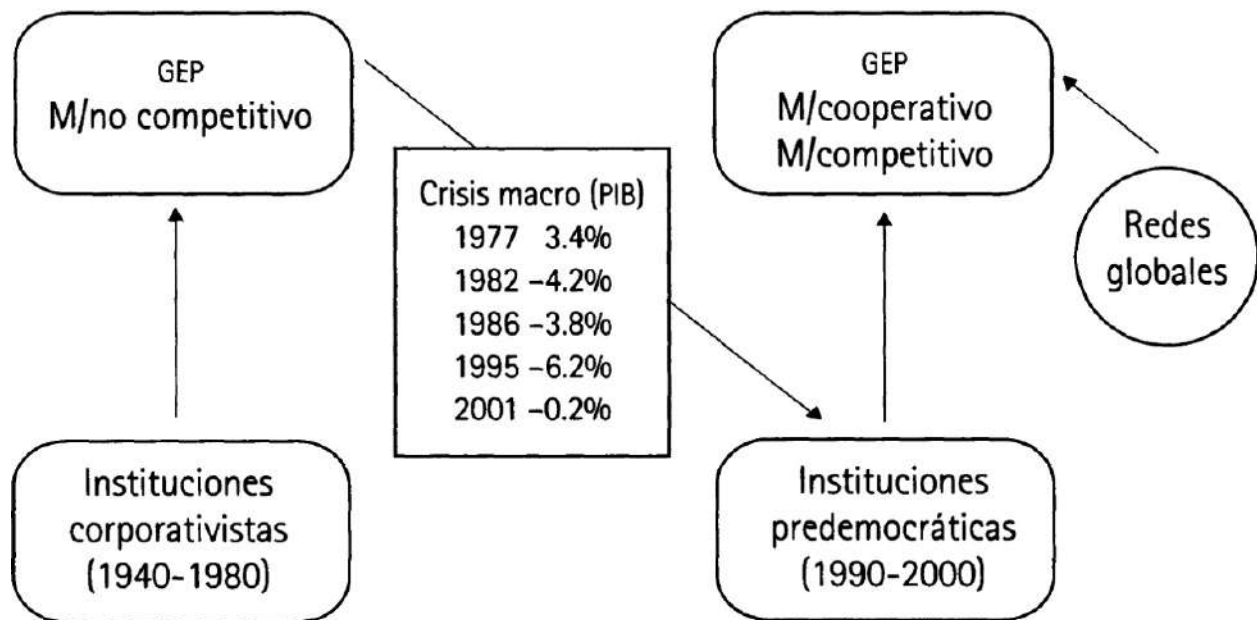 GEP
M/no competitivo
GEP
M/cooperativo
M/competitivo
Crisis macro (PIB)
1977 3.4%
1982 –4.2%
1986 –3.8%
1995 –6.2%
2001 –0.2%
Redes
globales
Instituciones
corporativistas
(1940-1980)
Instituciones
predemocráticas
(1990-2000)